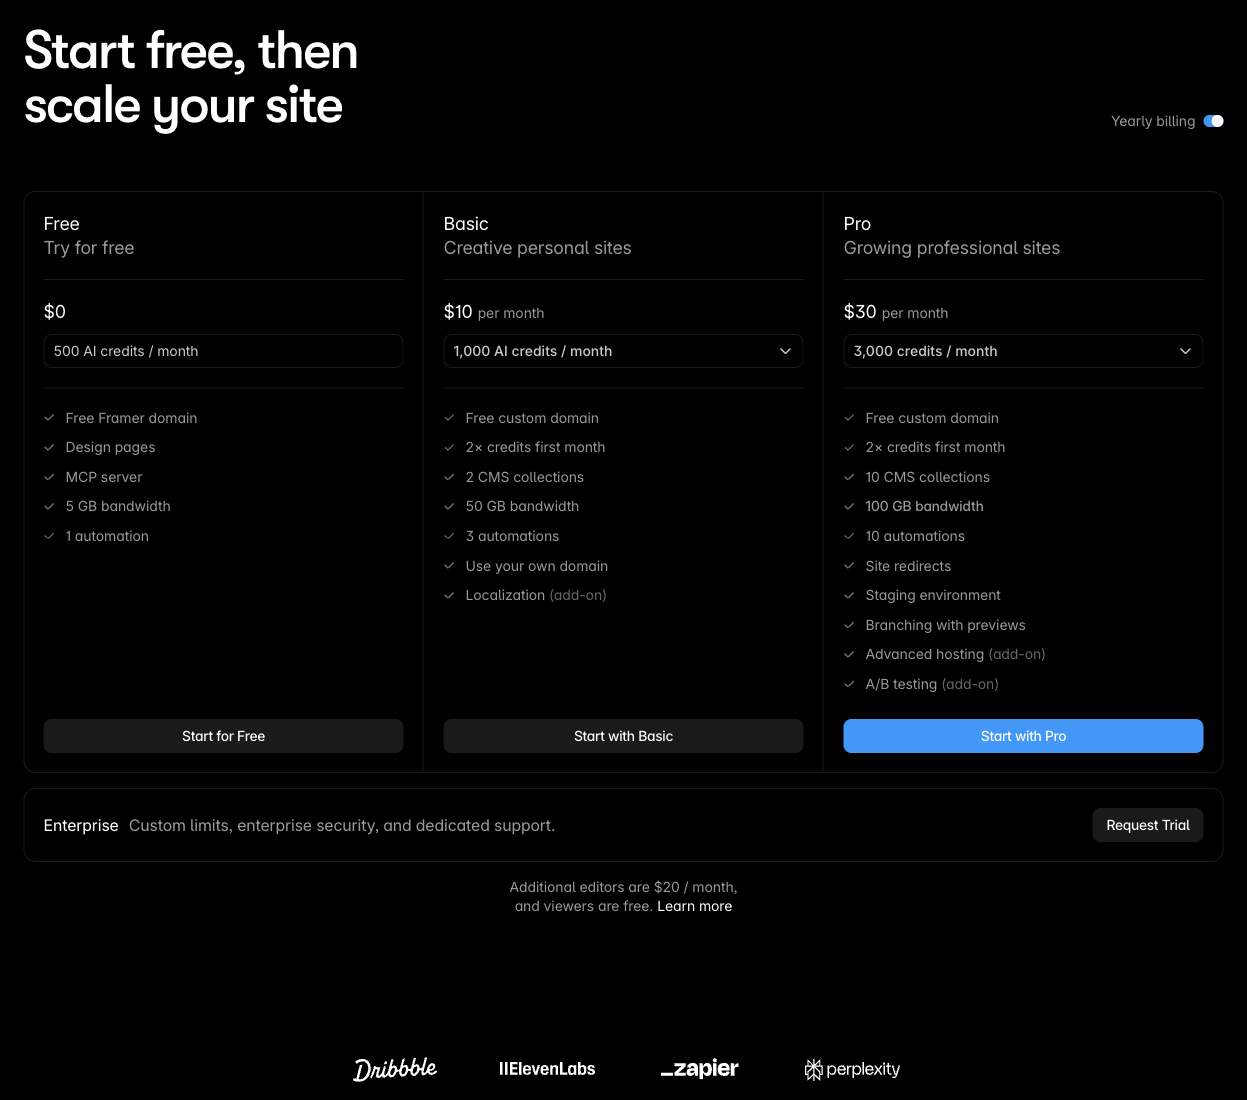 Start free, then
scale your site
Yearly billing
Free
Try for free
$0
500 AI credits / month
Free Framer domain
Design pages
MCP server
5 GB bandwidth
1 automation
Start for Free
Basic
Creative personal sites
$10 per month
1,000 AI credits / month
Free custom domain
2× credits first month
2 CMS collections
50 GB bandwidth
3 automations
Use your own domain
Localization (add-on)
Start with Basic
Pro
Growing professional sites
$30 per month
3,000 credits / month
Free custom domain
2× credits first month
10 CMS collections
100 GB bandwidth
10 automations
Site redirects
Staging environment
Branching with previews
Advanced hosting (add-on)
A/B testing (add-on)
Start with Pro
Enterprise Custom limits, enterprise security, and dedicated support.
Request Trial
Additional editors are $20 / month,
and viewers are free. Learn more
Dribbble
IIElevenLabs
_zapier
perplexity